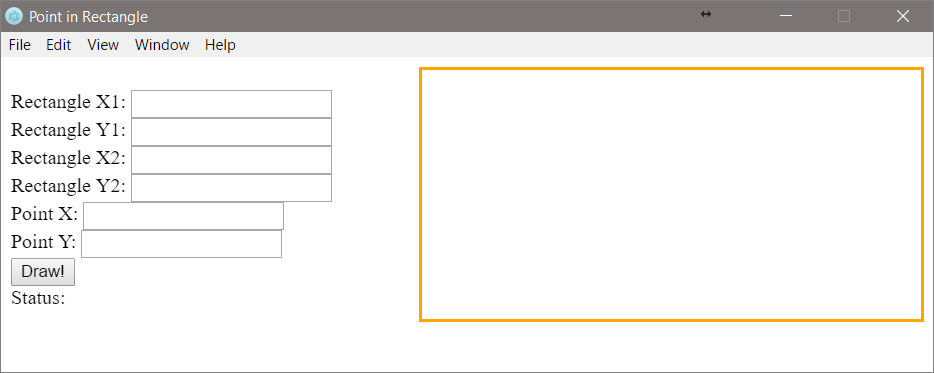 Point in Rectangle
File Edit View Window Help
Rectangle X1:
Rectangle Y1:
Rectangle X2:
Rectangle Y2:
Point X:
Point Y:
Draw!
Status: